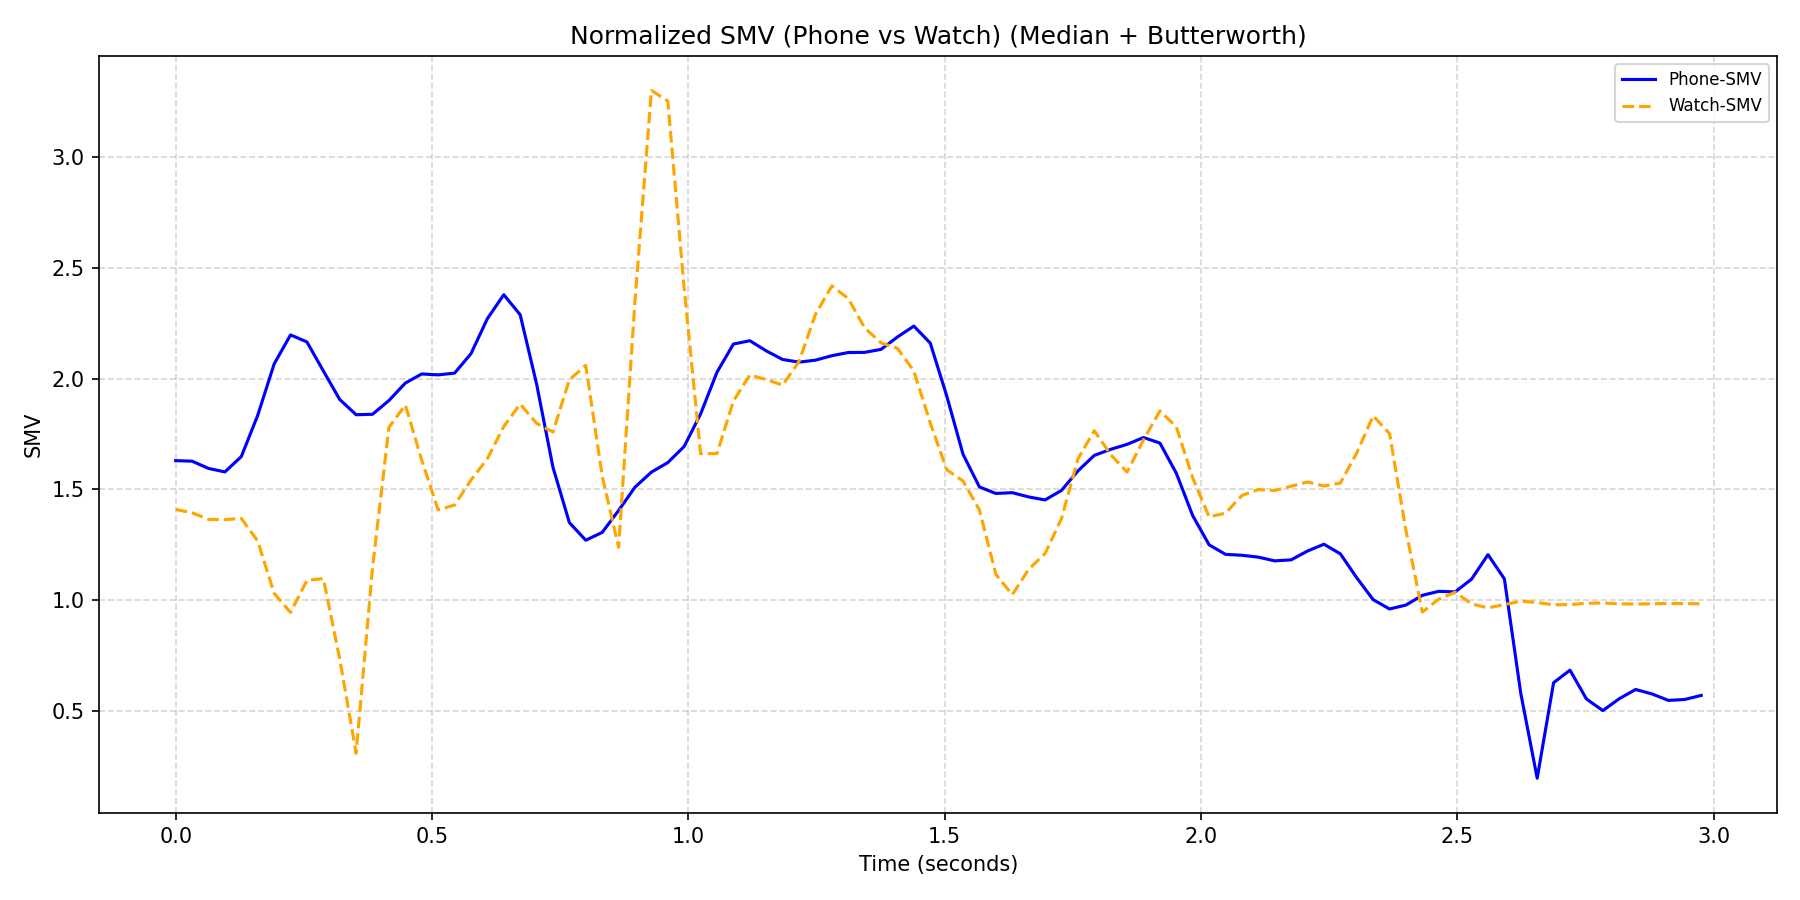 Normalized SMV (Phone vs Watch) (Median + Butterworth)
Phone-SMV
Watch-SMV
SMV
3.0
2.5
2.0
1.5
1.0
0.5
0.0 0.5 1.0 1.5 2.0 2.5 3.0
Time (seconds)